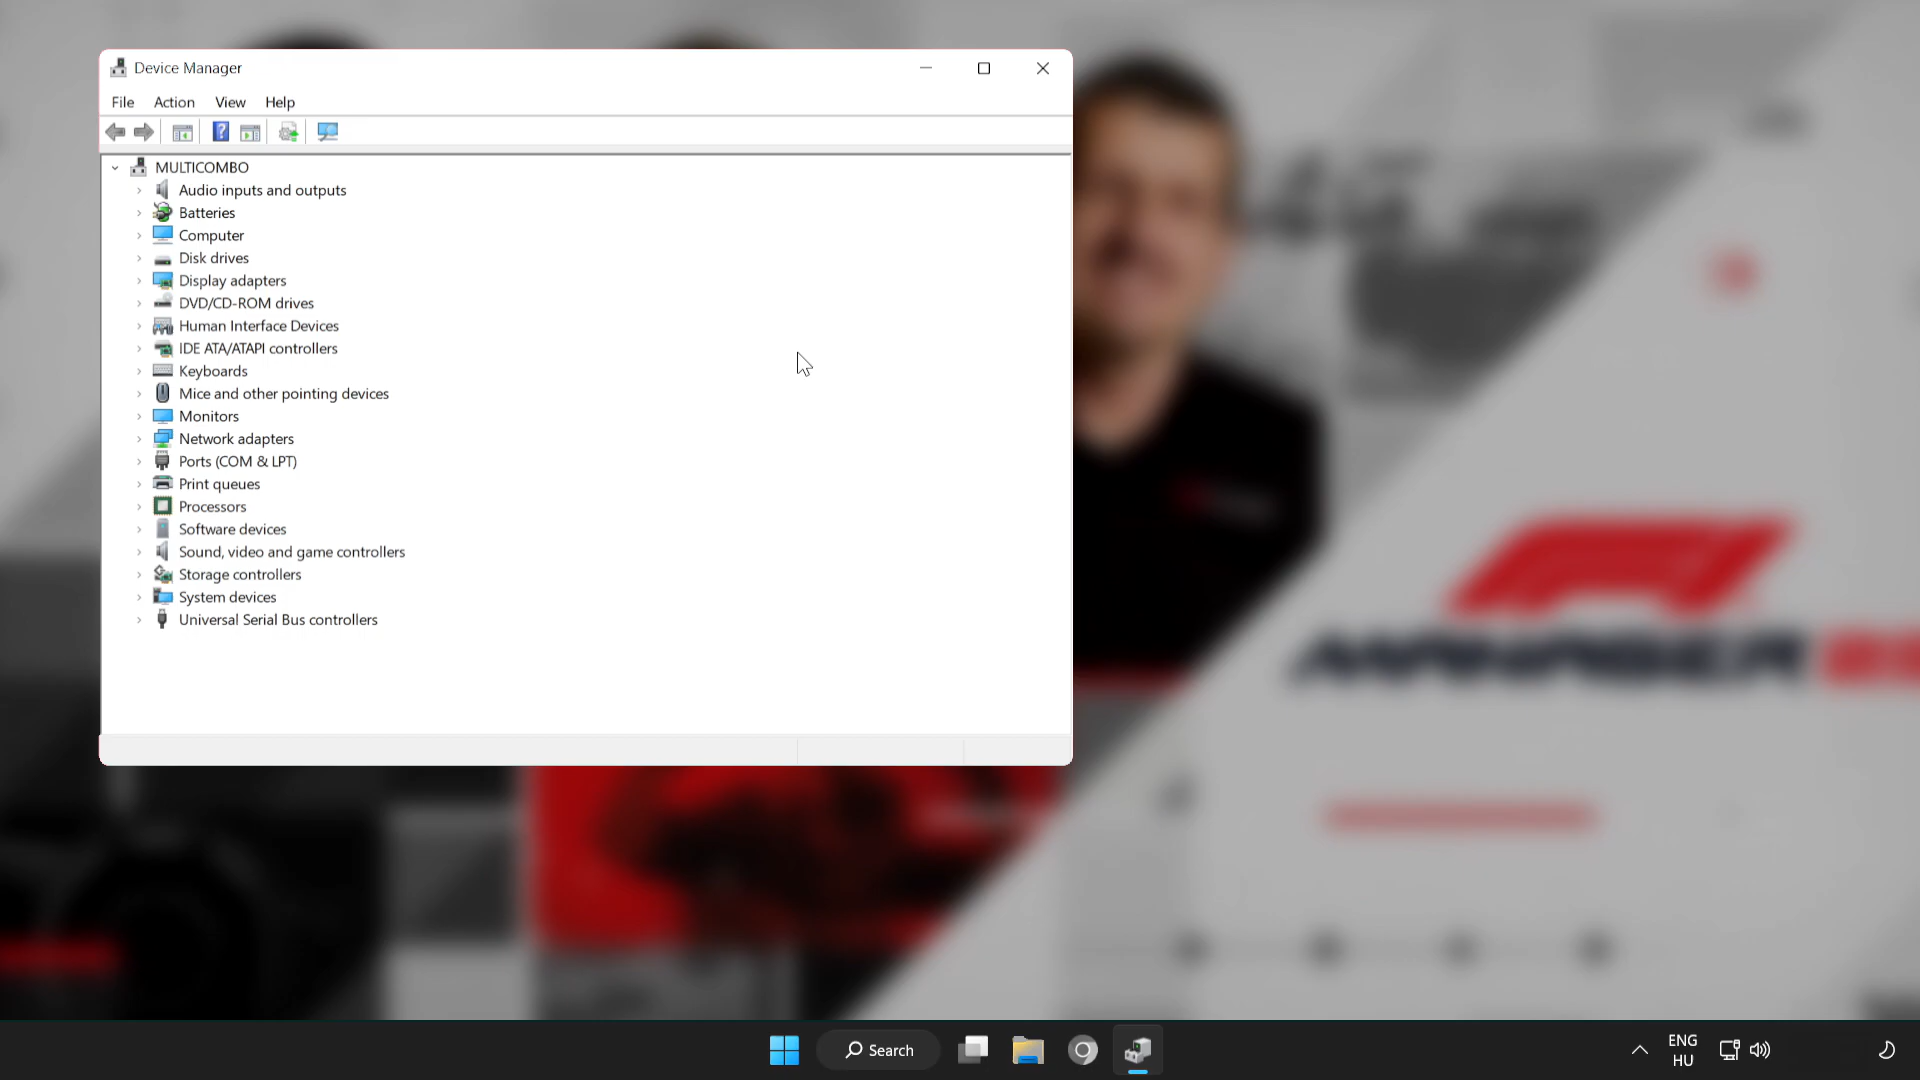 Device Manager
File Action View Help
MULTICOMBO
Audio inputs and outputs
Batteries
Computer
Disk drives
Display adapters
DVD/CD-ROM drives
Human Interface Devices
IDE ATA/ATAPI controllers
Keyboards
Mice and other pointing devices
Monitors
Network adapters
Ports (COM & LPT)
Print queues
Processors
Software devices
Sound, video and game controllers
Storage controllers
System devices
Universal Serial Bus controllers
MANAGER
Search
ENG
HU